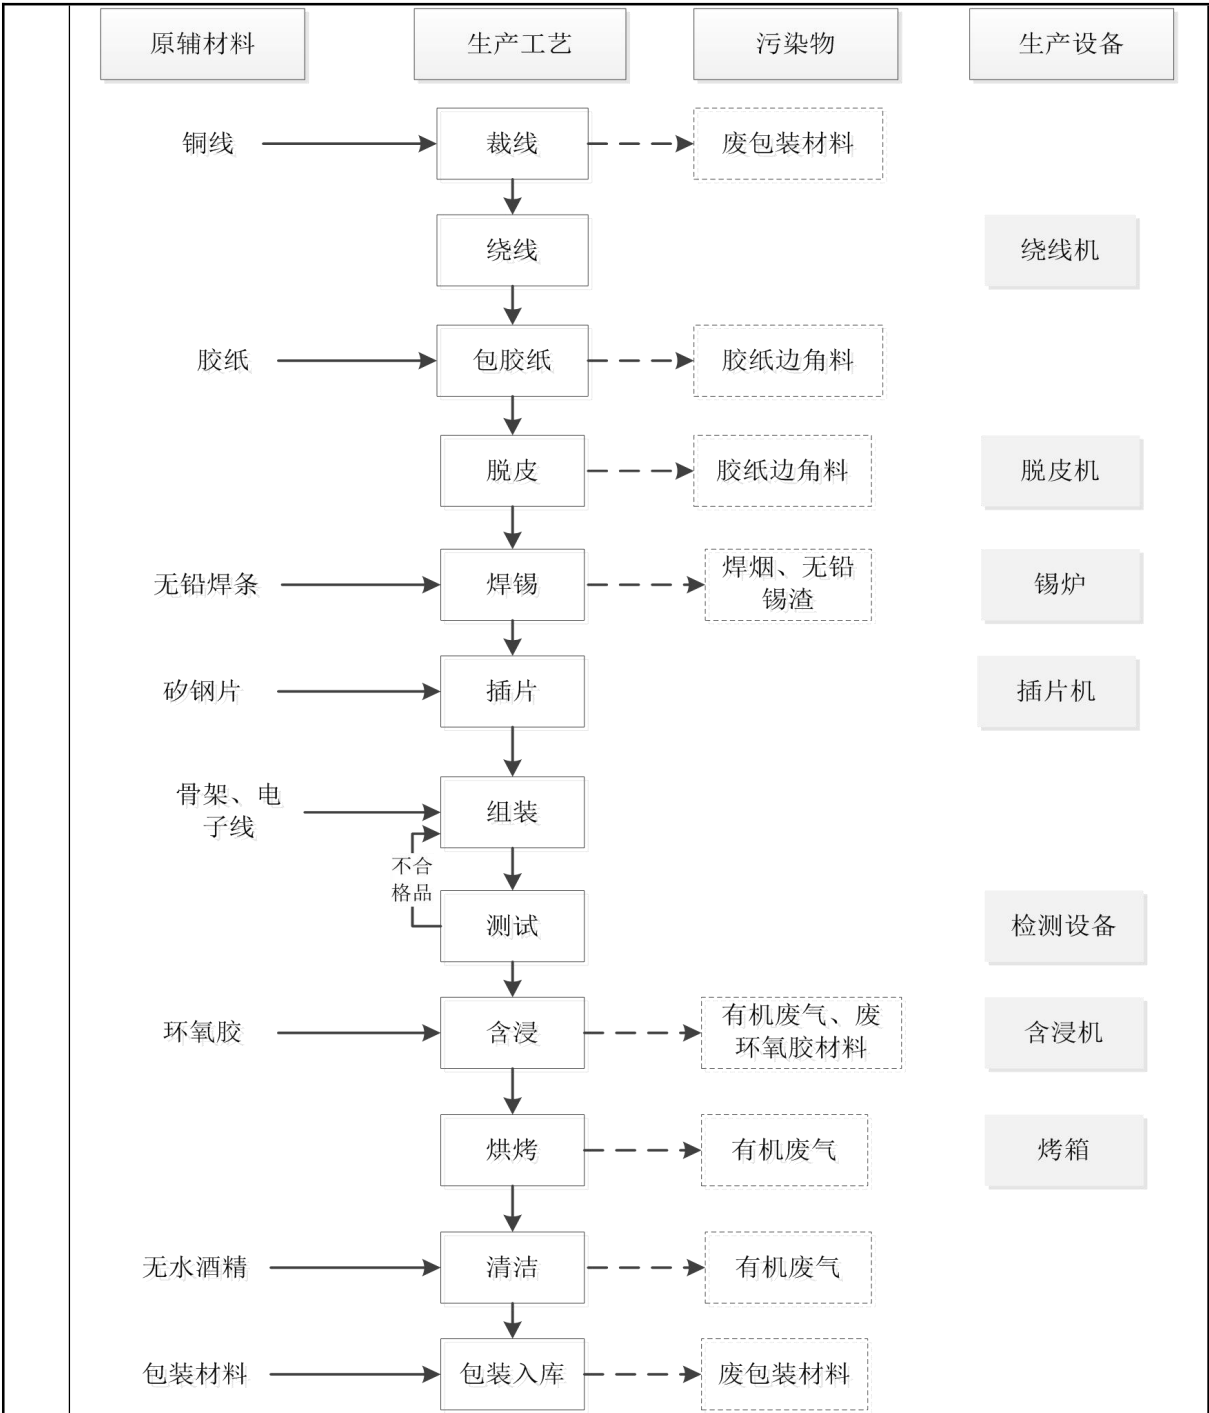 原辅材料
生产工艺
污染物
生产设备
铜线
裁线
废包装材料
绕线
绕线机
胶纸
包胶纸
胶纸边角料
脱皮
胶纸边角料
脱皮机
无铅焊条
焊锡
焊烟、无铅
锡渣
锡炉
矽钢片
插片
插片机
骨架、电
子线
组装
不合
格品
测试
检测设备
环氧胶
含浸
有机废气、废
环氧胶材料
含浸机
烘烤
有机废气
烤箱
无水酒精
清洁
有机废气
包装材料
包装入库
废包装材料